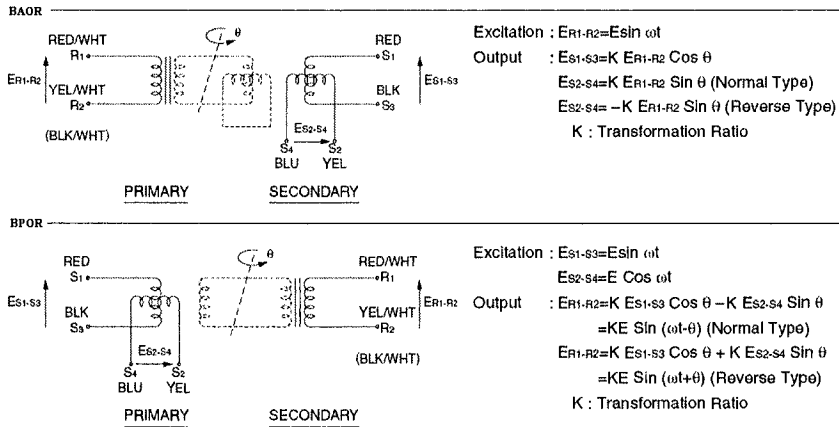 BAOR
RED/WHT
R1
ER1-R2
YEL/WHT
R2
(BLK/WHT)
θ
RED
S1
ES1-S3
BLK
S3
ES2-S4
S4 S2
BLU YEL
PRIMARY SECONDARY
Excitation : ER1-R2=Esin ωt
Output : ES1-S3=K ER1-R2 Cos θ
ES2-S4=K ER1-R2 Sin θ (Normal Type)
ES2-S4= −K ER1-R2 Sin θ (Reverse Type)
K : Transformation Ratio
BPOR
RED
S1
ES1-S3
BLK
S3
ES2-S4
S4 S2
BLU YEL
θ
RED/WHT
R1
YEL/WHT
ER1-R2
R2
(BLK/WHT)
PRIMARY SECONDARY
Excitation : ES1-S3=Esin ωt
ES2-S4=E Cos ωt
Output : ER1-R2=K ES1-S3 Cos θ −K ES2-S4 Sin θ
=KE Sin (ωt-θ) (Normal Type)
ER1-R2=K ES1-S3 Cos θ + K ES2-S4 Sin θ
=KE Sin (ωt+θ) (Reverse Type)
K : Transformation Ratio